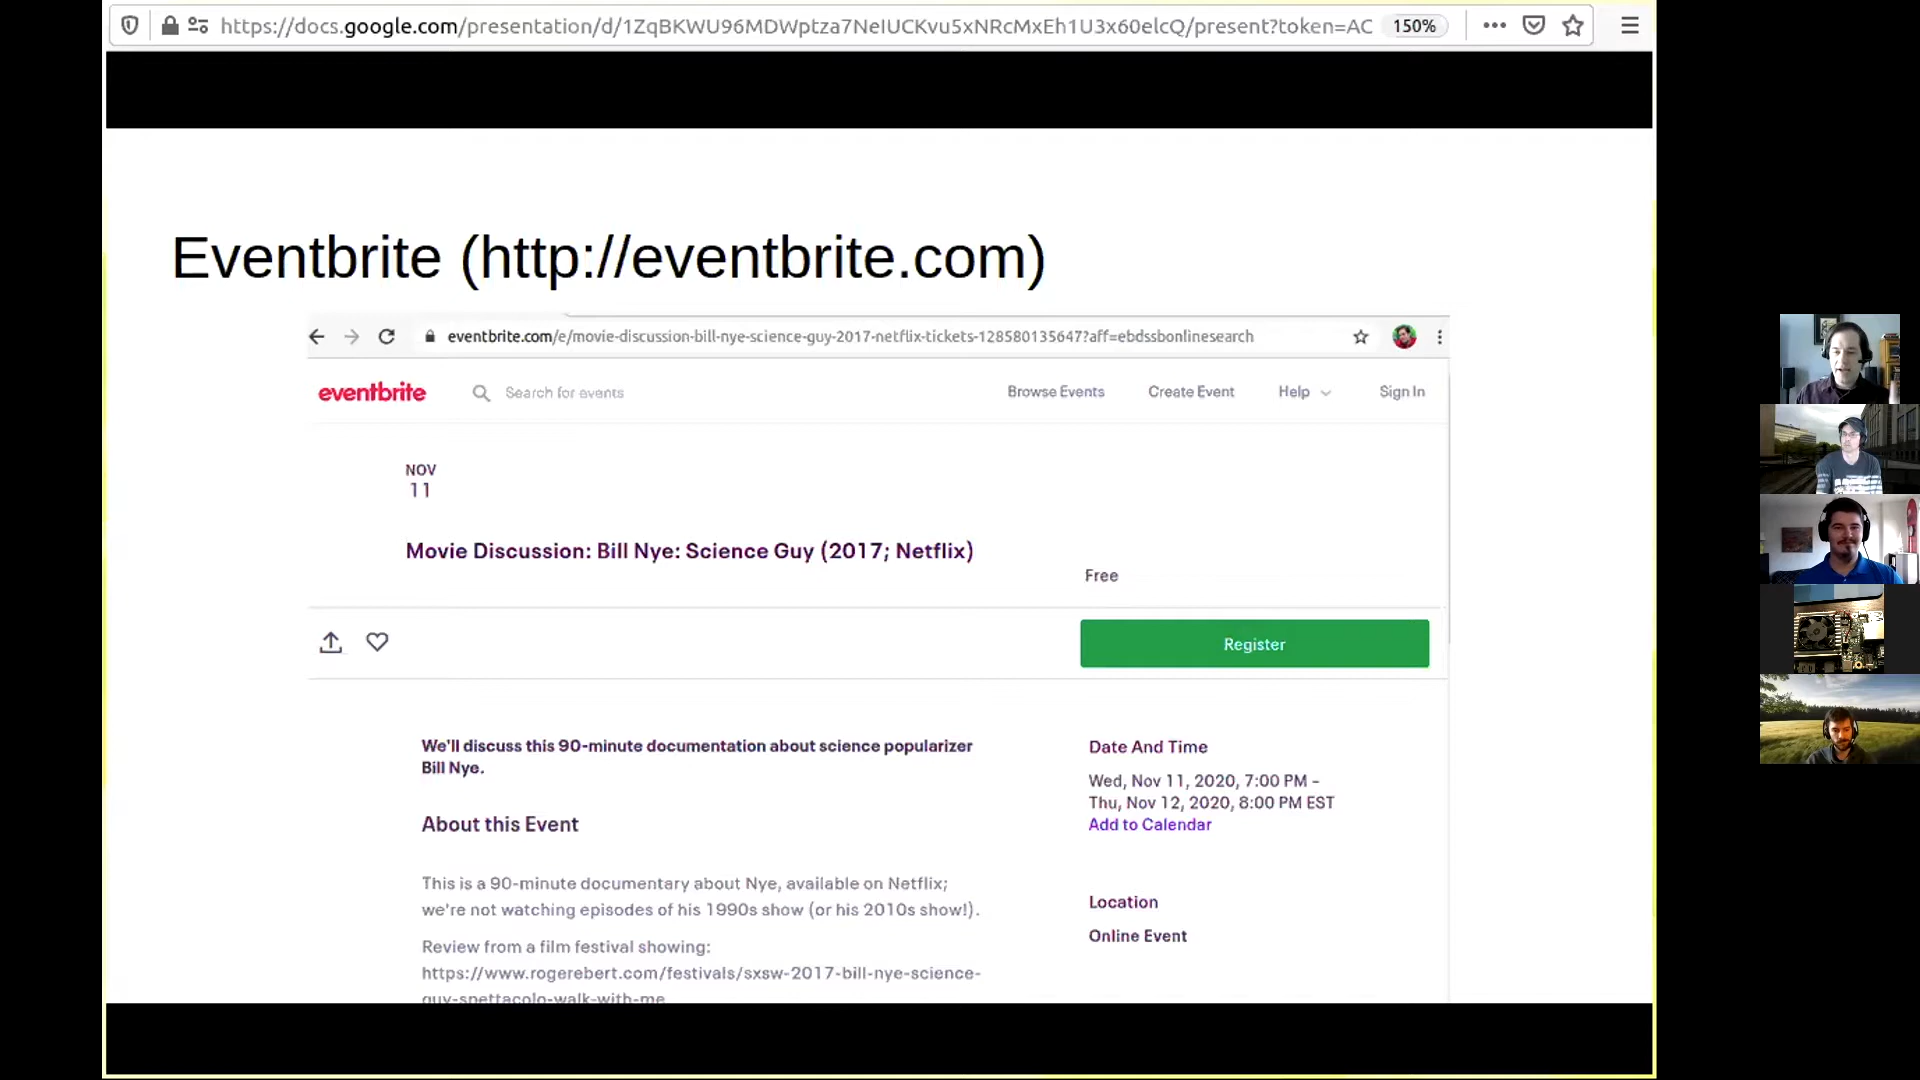 https://docs.google.com/presentation/d/1ZqBKWU96MDWptza7NeIUCKvu5xNRcMxEh1U3x60elcQ/present?token=AC 150%
Eventbrite (http://eventbrite.com)
eventbrite.com/e/movie-discussion-bill-nye-science-guy-2017-netflix-tickets-128580135647?aff=ebdssbonlinesearch
eventbrite Search for events Browse Events Create Event Help Sign In
NOV
11
Movie Discussion: Bill Nye: Science Guy (2017; Netflix)
Free
Register
We'll discuss this 90-minute documentation about science popularizer
Bill Nye.
About this Event
This is a 90-minute documentary about Nye, available on Netflix;
we're not watching episodes of his 1990s show (or his 2010s show!).
Review from a film festival showing:
https://www.rogerebert.com/festivals/sxsw-2017-bill-nye-science-
guy-spettacolo-walk-with-me
Date And Time
Wed, Nov 11, 2020, 7:00 PM –
Thu, Nov 12, 2020, 8:00 PM EST
Add to Calendar
Location
Online Event